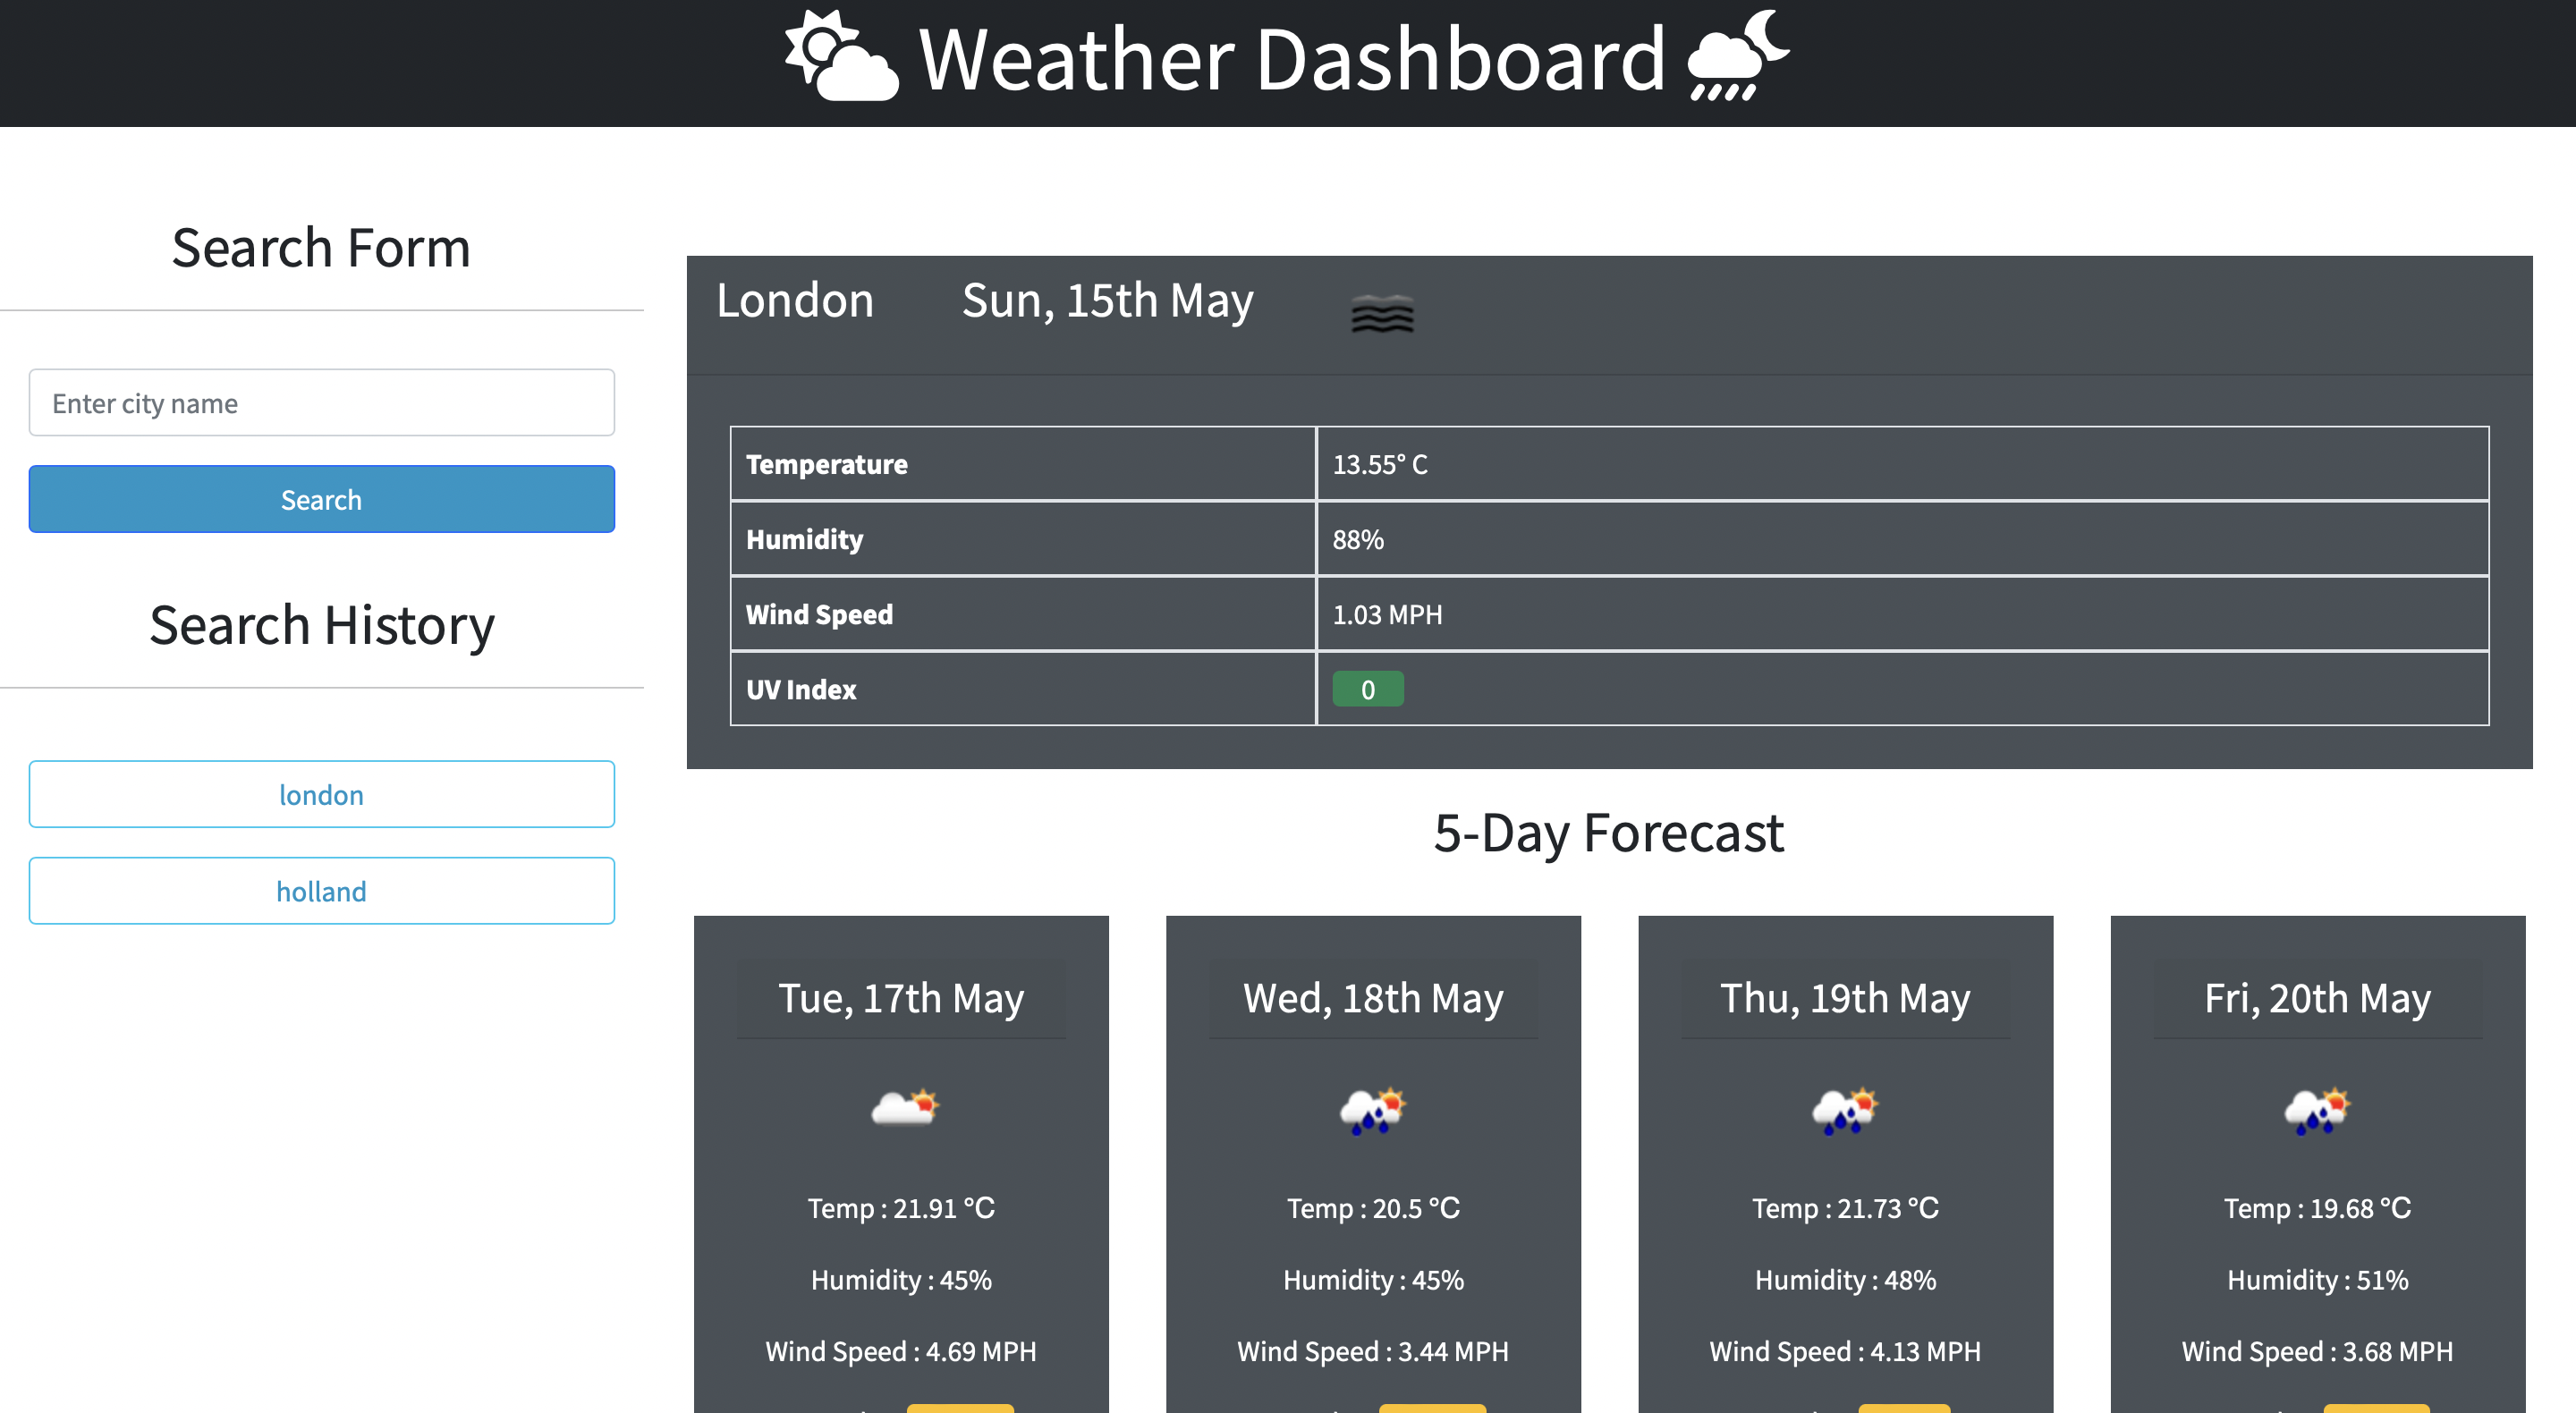 Weather Dashboard
Search Form
Enter city name
Search
Search History
london
holland
London Sun, 15th May
Temperature 13.55° C
Humidity 88%
Wind Speed 1.03 MPH
UV Index 0
5-Day Forecast
Tue, 17th May
Temp : 21.91 °C
Humidity : 45%
Wind Speed : 4.69 MPH
Wed, 18th May
Temp : 20.5 °C
Humidity : 45%
Wind Speed : 3.44 MPH
Thu, 19th May
Temp : 21.73 °C
Humidity : 48%
Wind Speed : 4.13 MPH
Fri, 20th May
Temp : 19.68 °C
Humidity : 51%
Wind Speed : 3.68 MPH